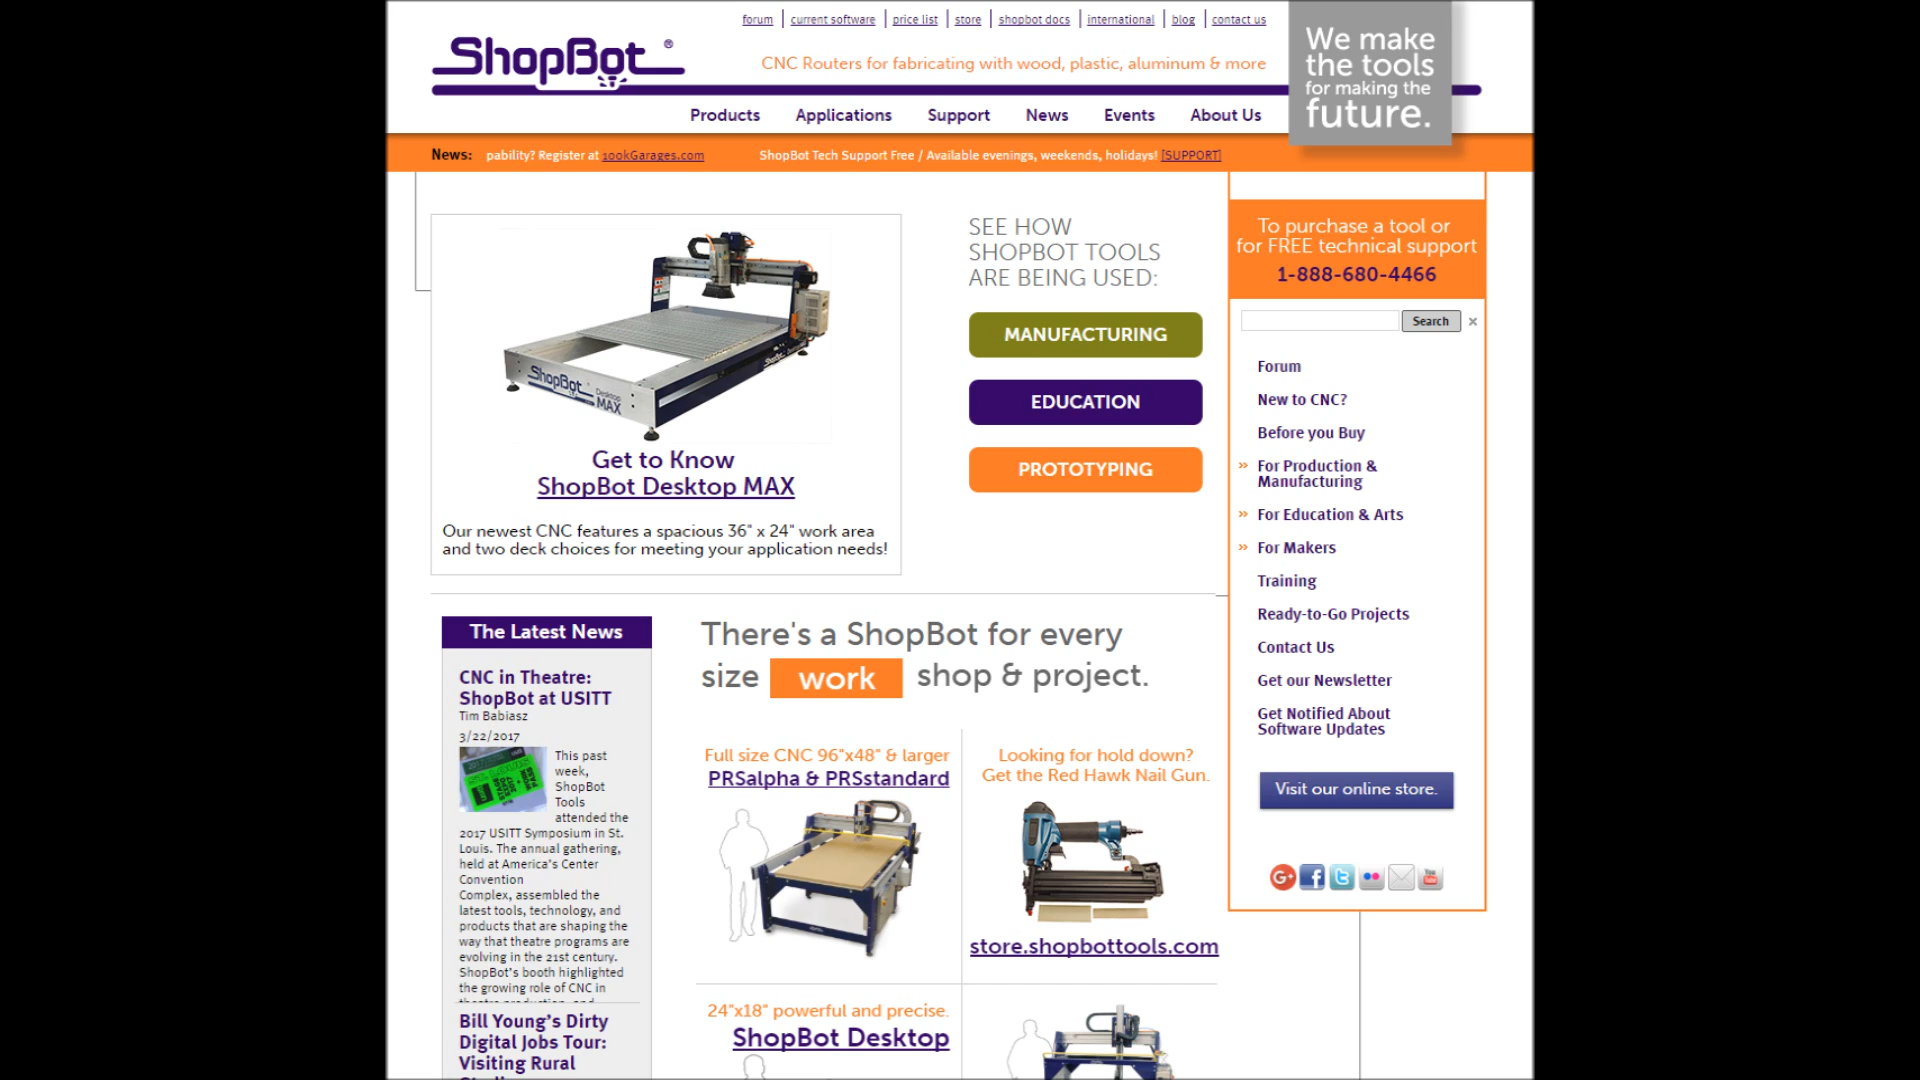 forum
current software
price list
store
shopbot docs
international
blog
contact us
ShopBot®
CNC Routers for fabricating with wood, plastic, aluminum & more
We make
the tools
for making the
future.
Products
Applications
Support
News
Events
About Us
News: pability? Register at 100kGarages.com
ShopBot Tech Support Free / Available evenings, weekends, holidays! [SUPPORT]
ShopBot
Desktop
MAX
Get to Know
ShopBot Desktop MAX
Our newest CNC features a spacious 36" x 24" work area
and two deck choices for meeting your application needs!
SEE HOW
SHOPBOT TOOLS
ARE BEING USED:
MANUFACTURING
EDUCATION
PROTOTYPING
To purchase a tool or
for FREE technical support
1-888-680-4466
Search
×
Forum
New to CNC?
Before you Buy
» For Production &
Manufacturing
» For Education & Arts
» For Makers
Training
Ready-to-Go Projects
Contact Us
Get our Newsletter
Get Notified About
Software Updates
Visit our online store.
The Latest News
CNC in Theatre:
ShopBot at USITT
Tim Babiasz
3/22/2017
This past
week,
ShopBot
Tools
attended the
2017 USITT Symposium in St.
Louis. The annual gathering,
held at America's Center
Convention
Complex, assembled the
latest tools, technology, and
products that are shaping the
way that theatre programs are
evolving in the 21st century.
ShopBot's booth highlighted
the growing role of CNC in
Bill Young's Dirty
Digital Jobs Tour:
Visiting Rural
There's a ShopBot for every
size work shop & project.
Full size CNC 96"x48" & larger
PRSalpha & PRSstandard
Looking for hold down?
Get the Red Hawk Nail Gun.
store.shopbottools.com
24"x18" powerful and precise.
ShopBot Desktop